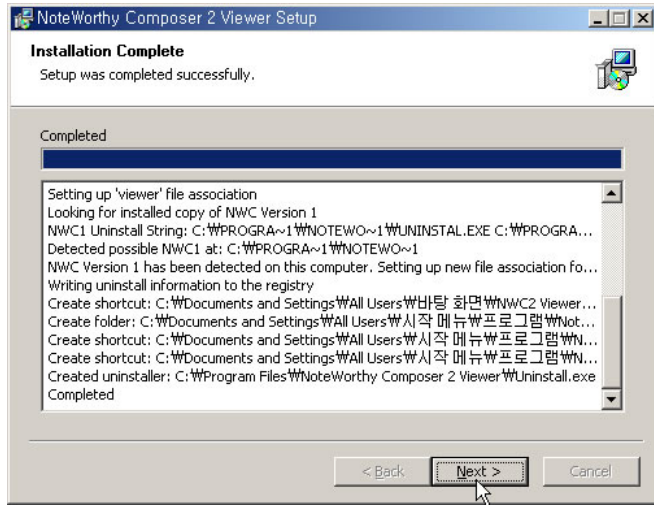 NoteWorthy Composer 2 Viewer Setup
Installation Complete
Setup was completed successfully.
Completed
Setting up 'viewer' file association
Looking for installed copy of NWC Version 1
NWC1 Uninstall String: C:₩PROGRA~1₩NOTEWO~1₩UNINSTAL.EXE C:₩PROGRA...
Detected possible NWC1 at: C:₩PROGRA~1₩NOTEWO~1
NWC Version 1 has been detected on this computer. Setting up new file association fo...
Writing uninstall information to the registry
Create shortcut: C:₩Documents and Settings₩All Users₩바탕 화면₩NWC2 Viewer...
Create folder: C:₩Documents and Settings₩All Users₩시작 메뉴₩프로그램₩Not...
Create shortcut: C:₩Documents and Settings₩All Users₩시작 메뉴₩프로그램₩N...
Create shortcut: C:₩Documents and Settings₩All Users₩시작 메뉴₩프로그램₩N...
Created uninstaller: C:₩Program Files₩NoteWorthy Composer 2 Viewer₩Uninstall.exe
Completed
< Back Next > Cancel